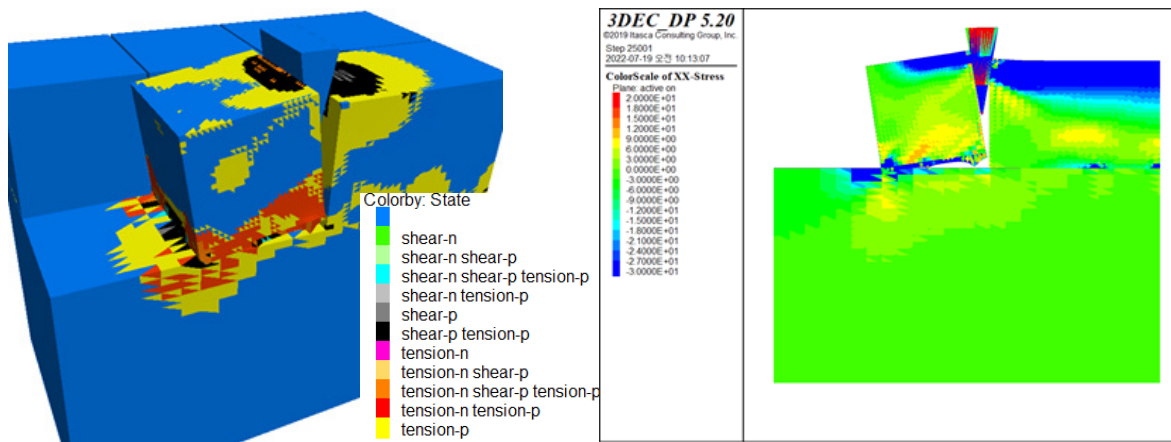 Colorby: State
shear-n
shear-n shear-p
shear-n shear-p tension-p
shear-n tension-p
shear-p
shear-p tension-p
tension-n
tension-n shear-p
tension-n shear-p tension-p
tension-n tension-p
tension-p
3DEC_DP 5.20
©2019 Itasca Consulting Group, Inc.
Step 25001
2022-07-19 오전 10:13:07
ColorScale of XX-Stress
Plane: active on
2.0000E+01
1.8000E+01
1.5000E+01
1.2000E+01
9.0000E+00
6.0000E+00
3.0000E+00
0.0000E+00
-3.0000E+00
-6.0000E+00
-9.0000E+00
-1.2000E+01
-1.5000E+01
-1.8000E+01
-2.1000E+01
-2.4000E+01
-2.7000E+01
-3.0000E+01